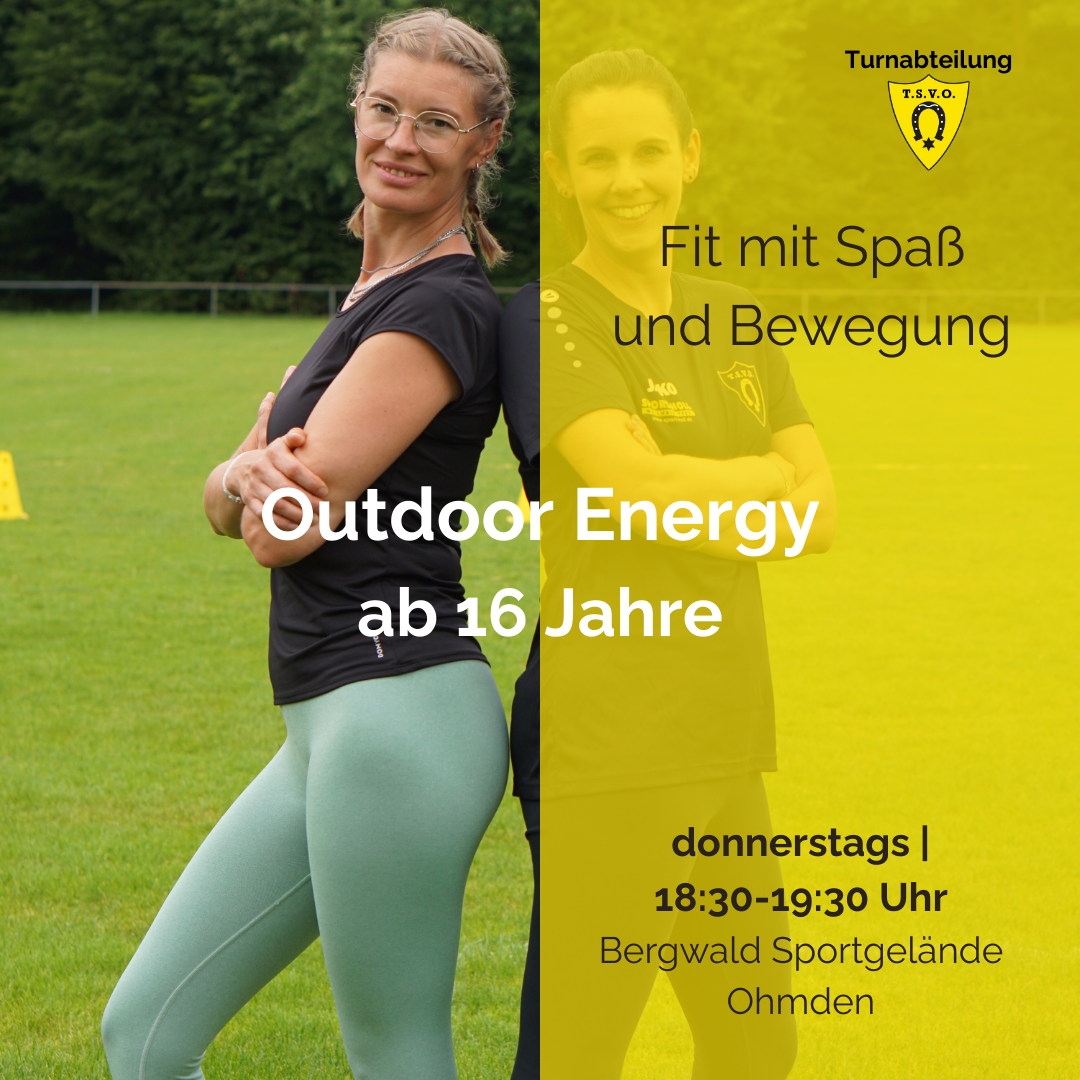 Turnabteilung
T.S.V.O.
Fit mit Spaß
und Bewegung
T.S.V.O.
JAKO
Outdoor Energy
ab 16 Jahre
donnerstags |
18:30-19:30 Uhr
Bergwald Sportgelände
Ohmden